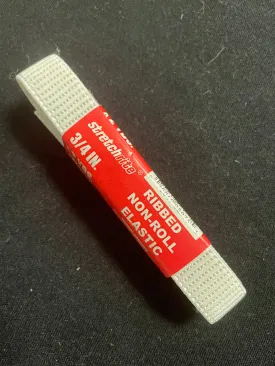 stretchrite®
3/4 IN.
RIBBED
NON-ROLL
ELASTIC